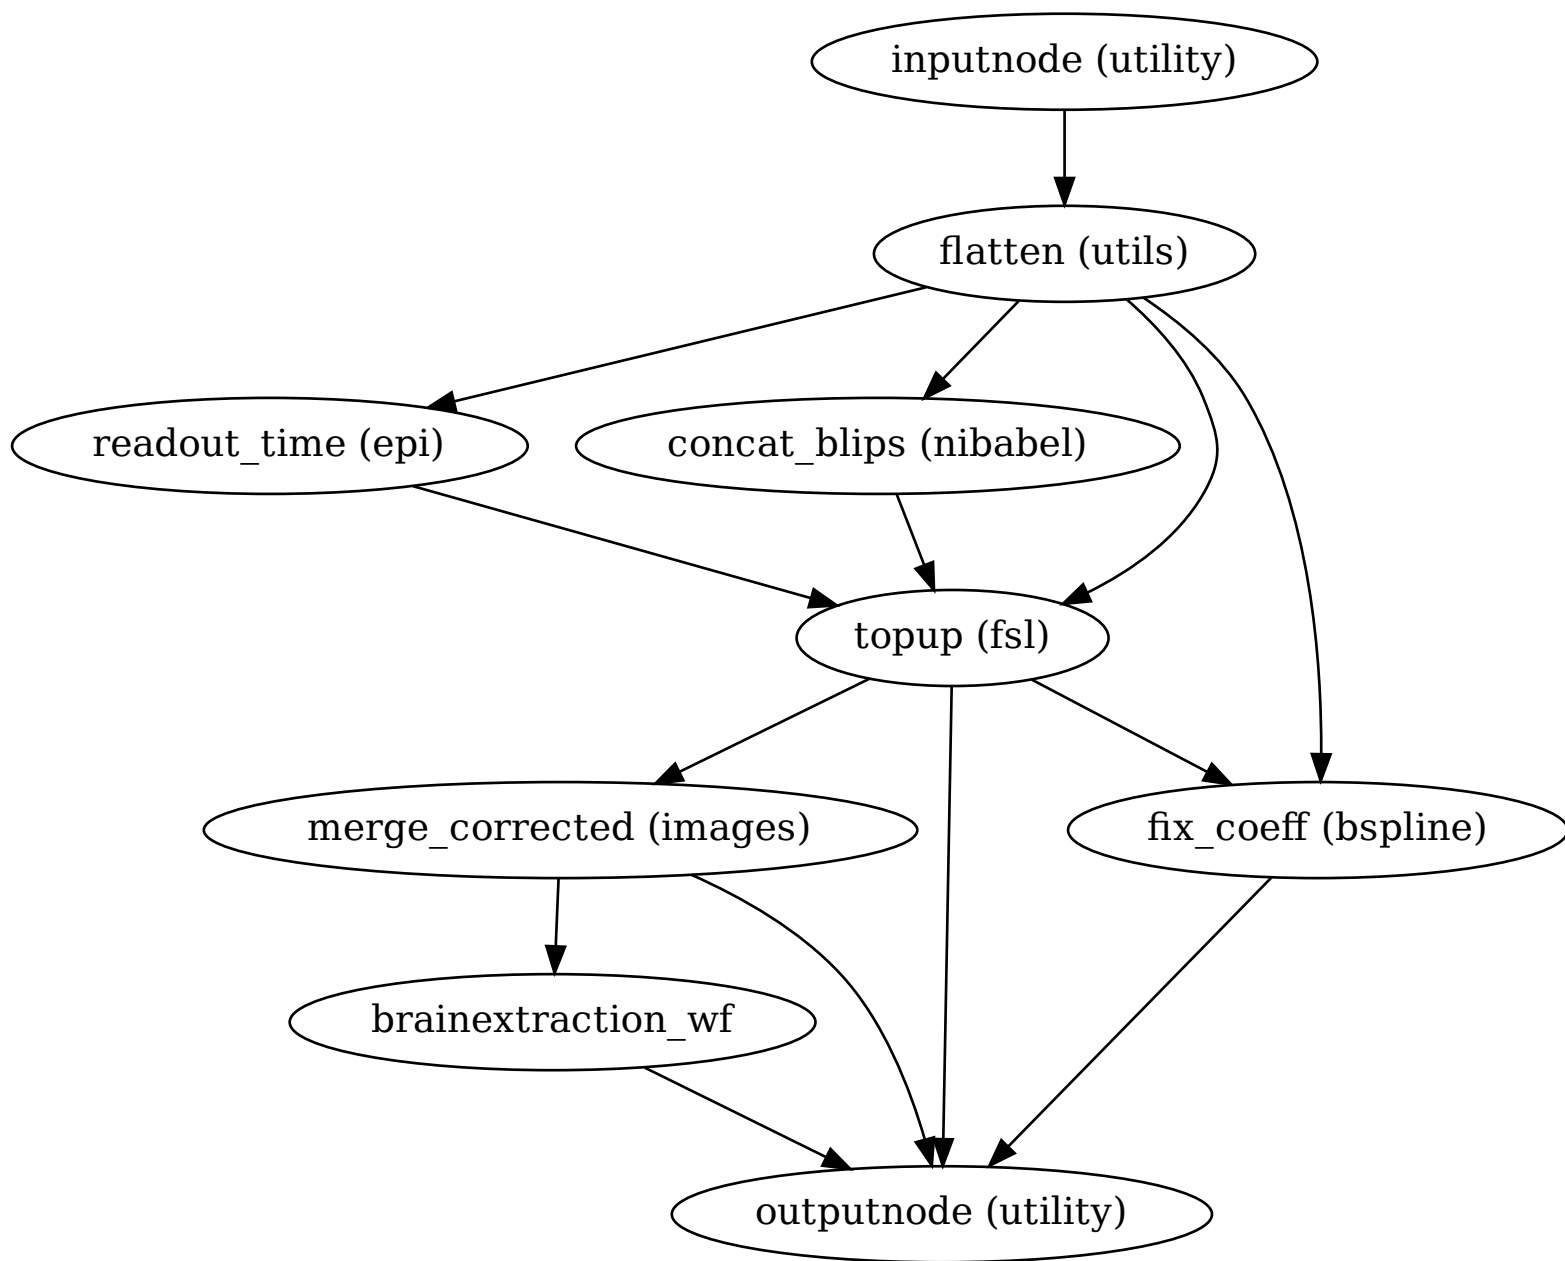 inputnode (utility)
flatten (utils)
readout_time (epi)
concat_blips (nibabel)
topup (fsl)
merge_corrected (images)
fix_coeff (bspline)
brainextraction_wf
outputnode (utility)